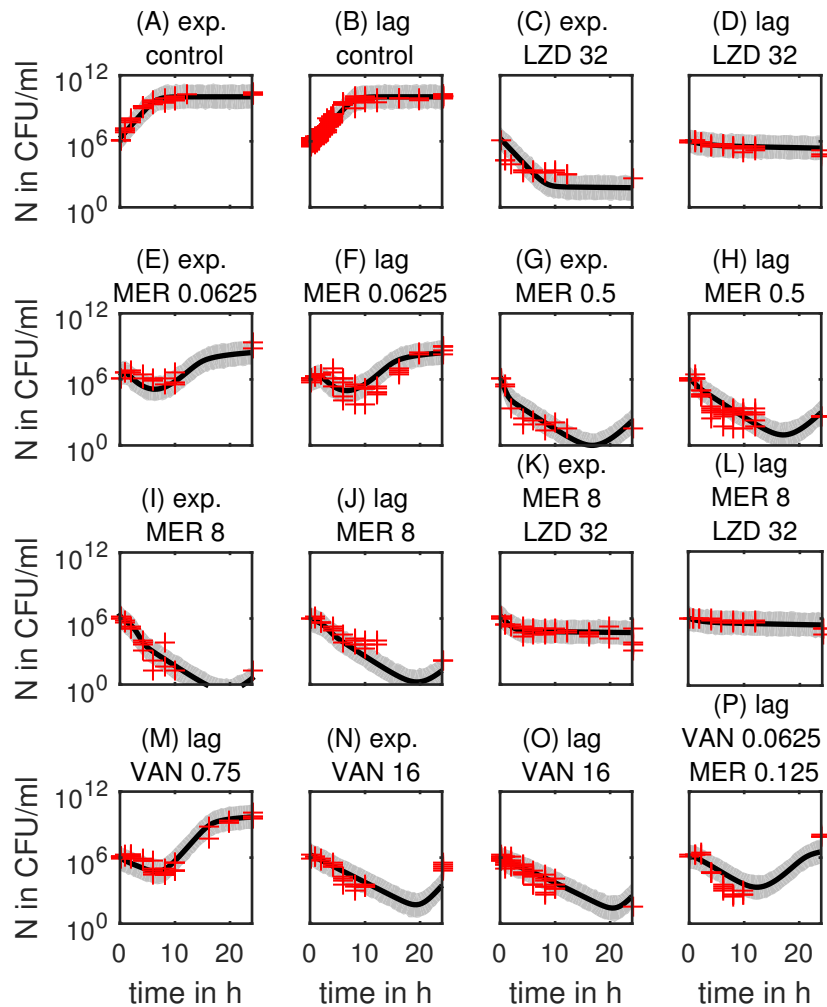 (A) exp. (B) lag (C) exp. (D) lag
control control LZD 32 LZD 32
N in CFU/ml
10^12
10^6
10^0
(E) exp. (F) lag (G) exp. (H) lag
MER 0.0625 MER 0.0625 MER 0.5 MER 0.5
N in CFU/ml
10^12
10^6
10^0
(K) exp. (L) lag
(I) exp. (J) lag MER 8 MER 8
MER 8 MER 8 LZD 32 LZD 32
N in CFU/ml
10^12
10^6
10^0
(P) lag
(M) lag (N) exp. (O) lag VAN 0.0625
VAN 0.75 VAN 16 VAN 16 MER 0.125
N in CFU/ml
10^12
10^6
10^0
0 10 20 0 10 20 0 10 20 0 10 20
time in h time in h time in h time in h